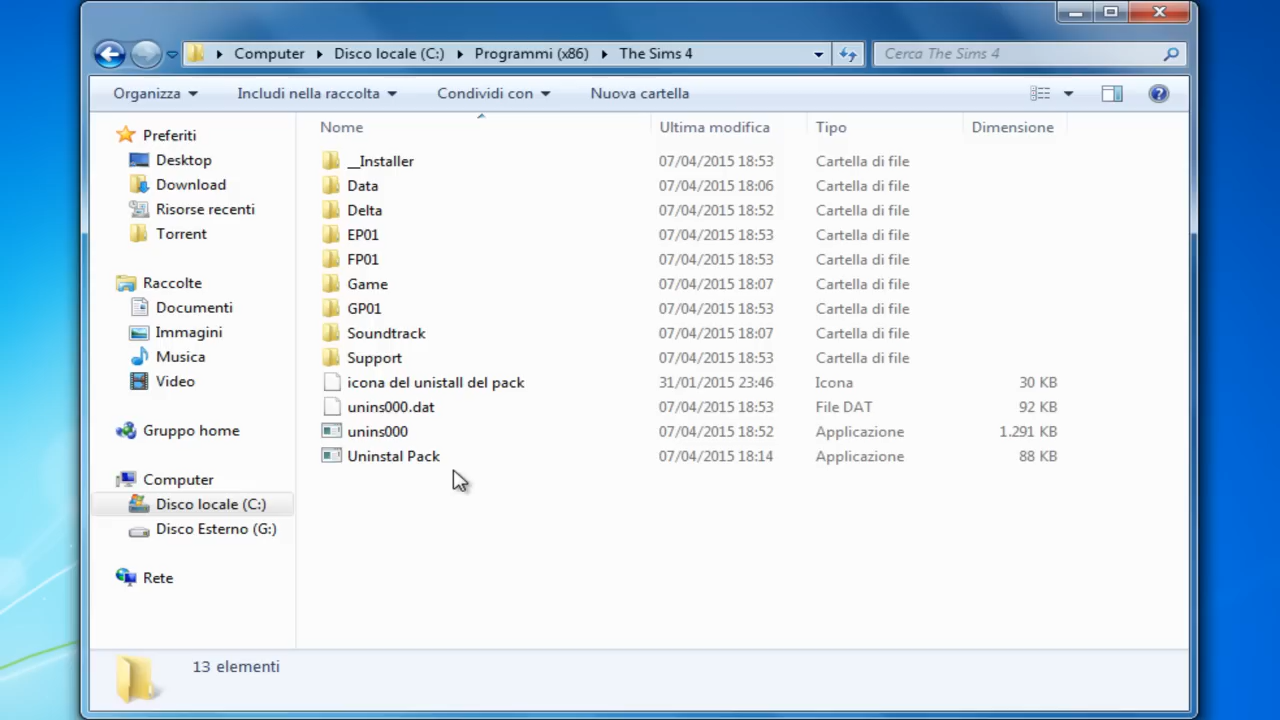 Computer Disco locale (C:) Programmi (x86) The Sims 4 Cerca The Sims 4
Organizza Includi nella raccolta Condividi con Nuova cartella
Preferiti
Desktop
Download
Risorse recenti
Torrent
Raccolte
Documenti
Immagini
Musica
Video
Gruppo home
Computer
Disco locale (C:)
Disco Esterno (G:)
Rete
Nome Ultima modifica Tipo Dimensione
__Installer 07/04/2015 18:53 Cartella di file
Data 07/04/2015 18:06 Cartella di file
Delta 07/04/2015 18:52 Cartella di file
EP01 07/04/2015 18:53 Cartella di file
FP01 07/04/2015 18:53 Cartella di file
Game 07/04/2015 18:07 Cartella di file
GP01 07/04/2015 18:53 Cartella di file
Soundtrack 07/04/2015 18:07 Cartella di file
Support 07/04/2015 18:53 Cartella di file
icona del unistall del pack 31/01/2015 23:46 Icona 30 KB
unins000.dat 07/04/2015 18:53 File DAT 92 KB
unins000 07/04/2015 18:52 Applicazione 1.291 KB
Uninstal Pack 07/04/2015 18:14 Applicazione 88 KB
13 elementi